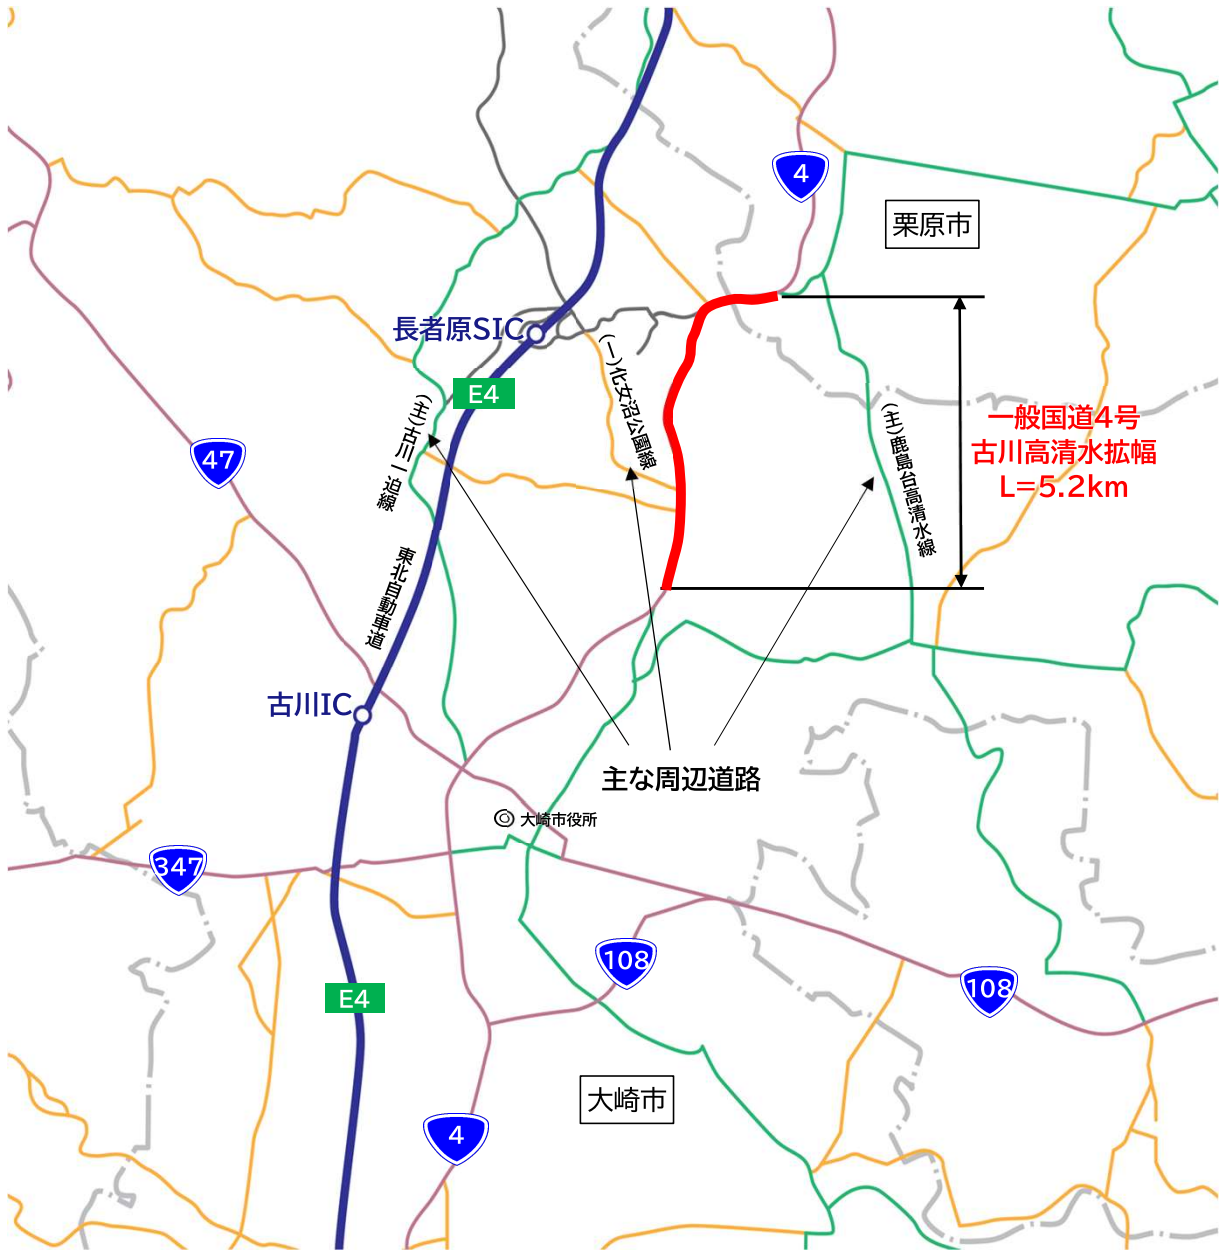 4
栗原市
長者原SIC
E4
(主)古川一迫線
(一)化女沼公園線
(主)鹿島台高清水線
一般国道4号
古川高清水拡幅
L=5.2km
47
東北自動車道
古川IC
主な周辺道路
大崎市役所
347
108
108
E4
大崎市
4